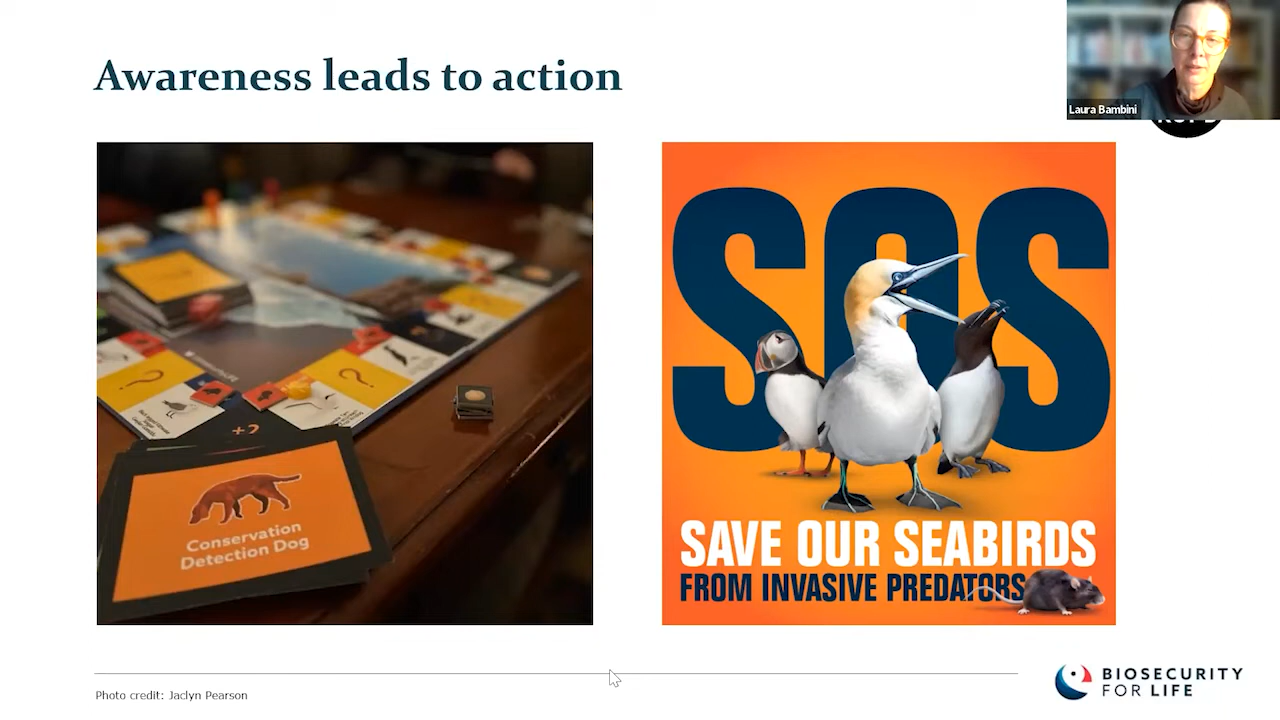 Awareness leads to action
Laura Bambini
SOS
SAVE OUR SEABIRDS
FROM INVASIVE PREDATORS
?
?
+2
Conservation
Detection Dog
Photo credit: Jaclyn Pearson
BIOSECURITY
FOR LIFE